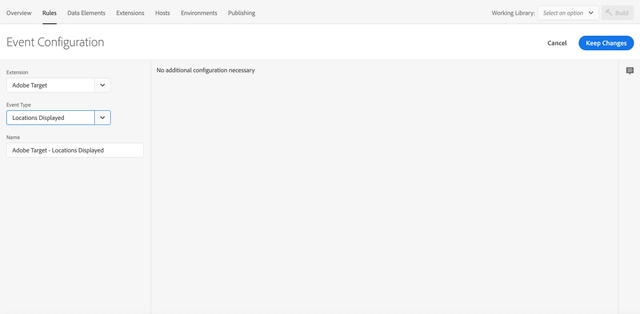 Overview Rules Data Elements Extensions Hosts Environments Publishing Working Library: Select an option Build
Event Configuration Cancel Keep Changes
Extension
No additional configuration necessary
Adobe Target
Event Type
Locations Displayed
Name
Adobe Target - Locations Displayed